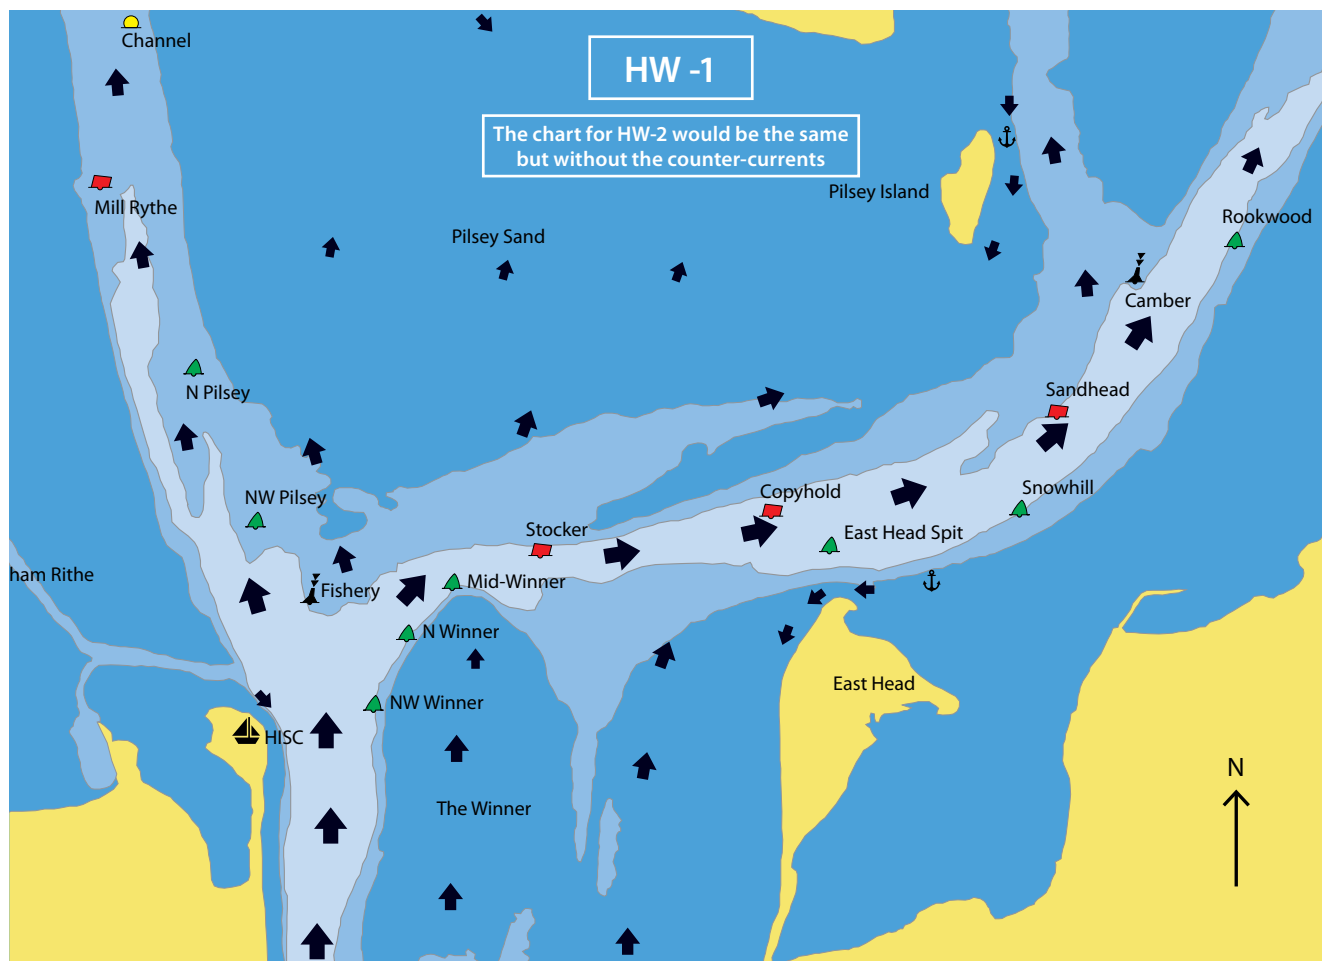 Channel
HW -1
The chart for HW-2 would be the same
but without the counter-currents
Mill Rythe
Pilsey Island
Pilsey Sand
Rookwood
Camber
N Pilsey
Sandhead
NW Pilsey
Copyhold
Snowhill
Stocker
East Head Spit
ham Rithe
Fishery
Mid-Winner
N Winner
East Head
NW Winner
HISC
The Winner
N